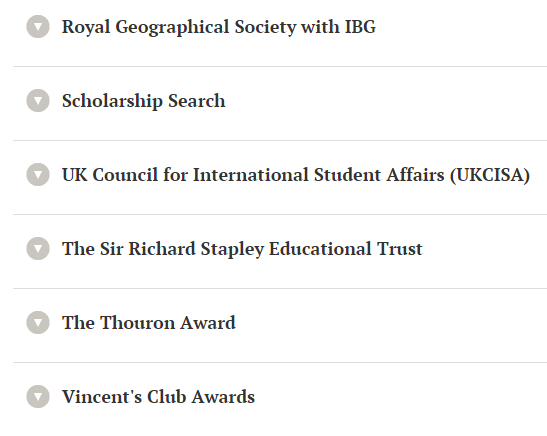 Royal Geographical Society with IBG
Scholarship Search
UK Council for International Student Affairs (UKCISA)
The Sir Richard Stapley Educational Trust
The Thouron Award
Vincent's Club Awards